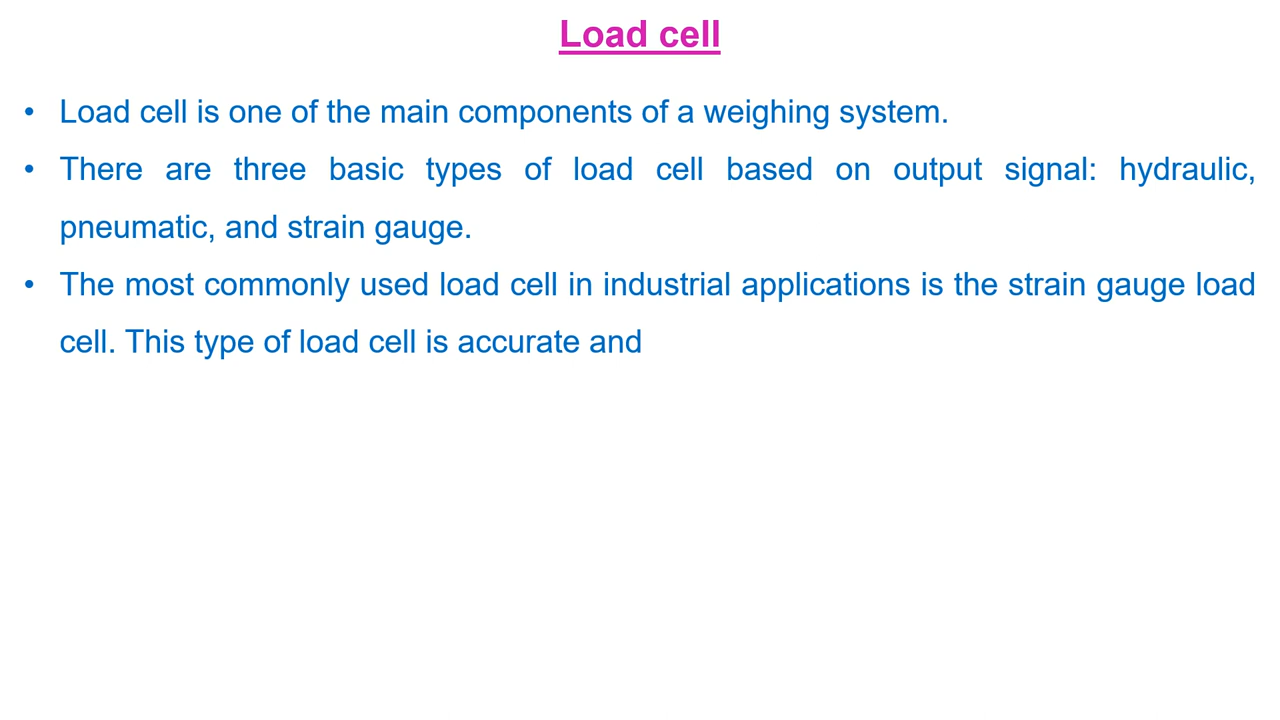 Load cell
• Load cell is one of the main components of a weighing system.
• There are three basic types of load cell based on output signal: hydraulic,
pneumatic, and strain gauge.
• The most commonly used load cell in industrial applications is the strain gauge load
cell. This type of load cell is accurate and